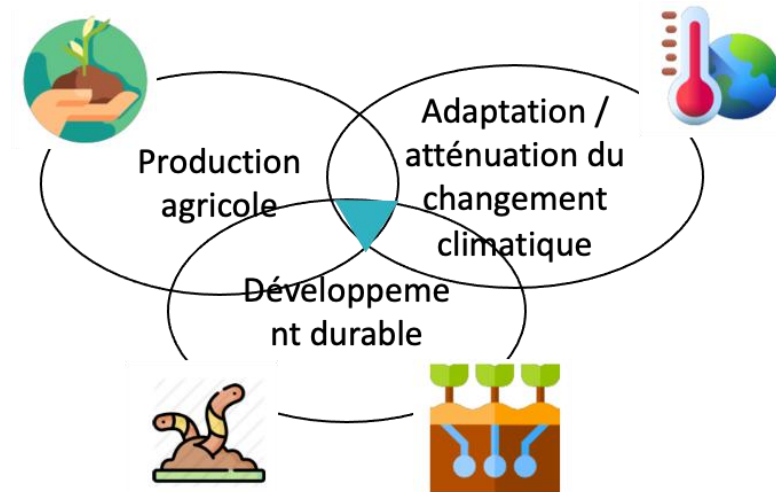 Production
agricole
Adaptation /
atténuation du
changement
climatique
Développeme
nt durable